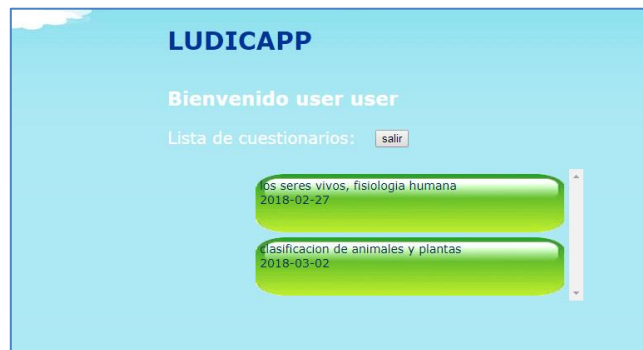 LUDICAPP
Bienvenido user user
Lista de cuestionarios: salir
los seres vivos, fisiologia humana
2018-02-27
clasificacion de animales y plantas
2018-03-02